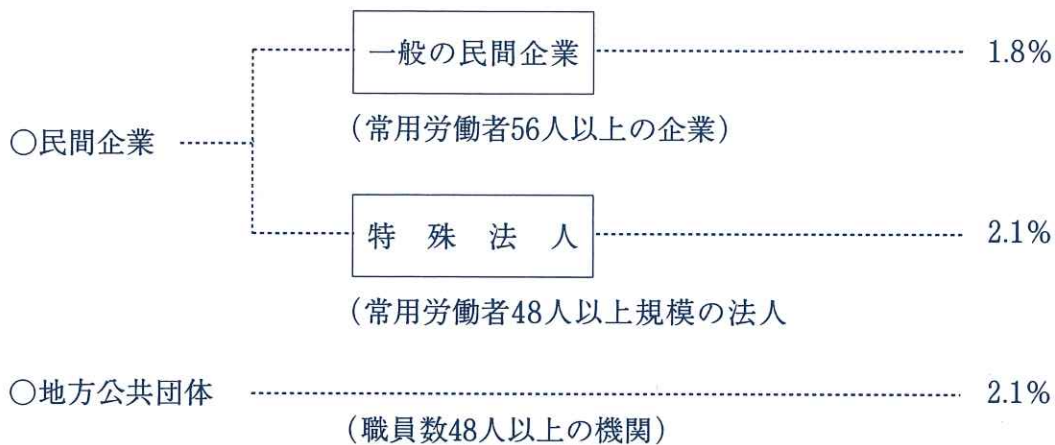 一般の民間企業 1.8%
(常用労働者56人以上の企業)
○民間企業
特殊法人 2.1%
(常用労働者48人以上規模の法人
○地方公共団体 2.1%
(職員数48人以上の機関)